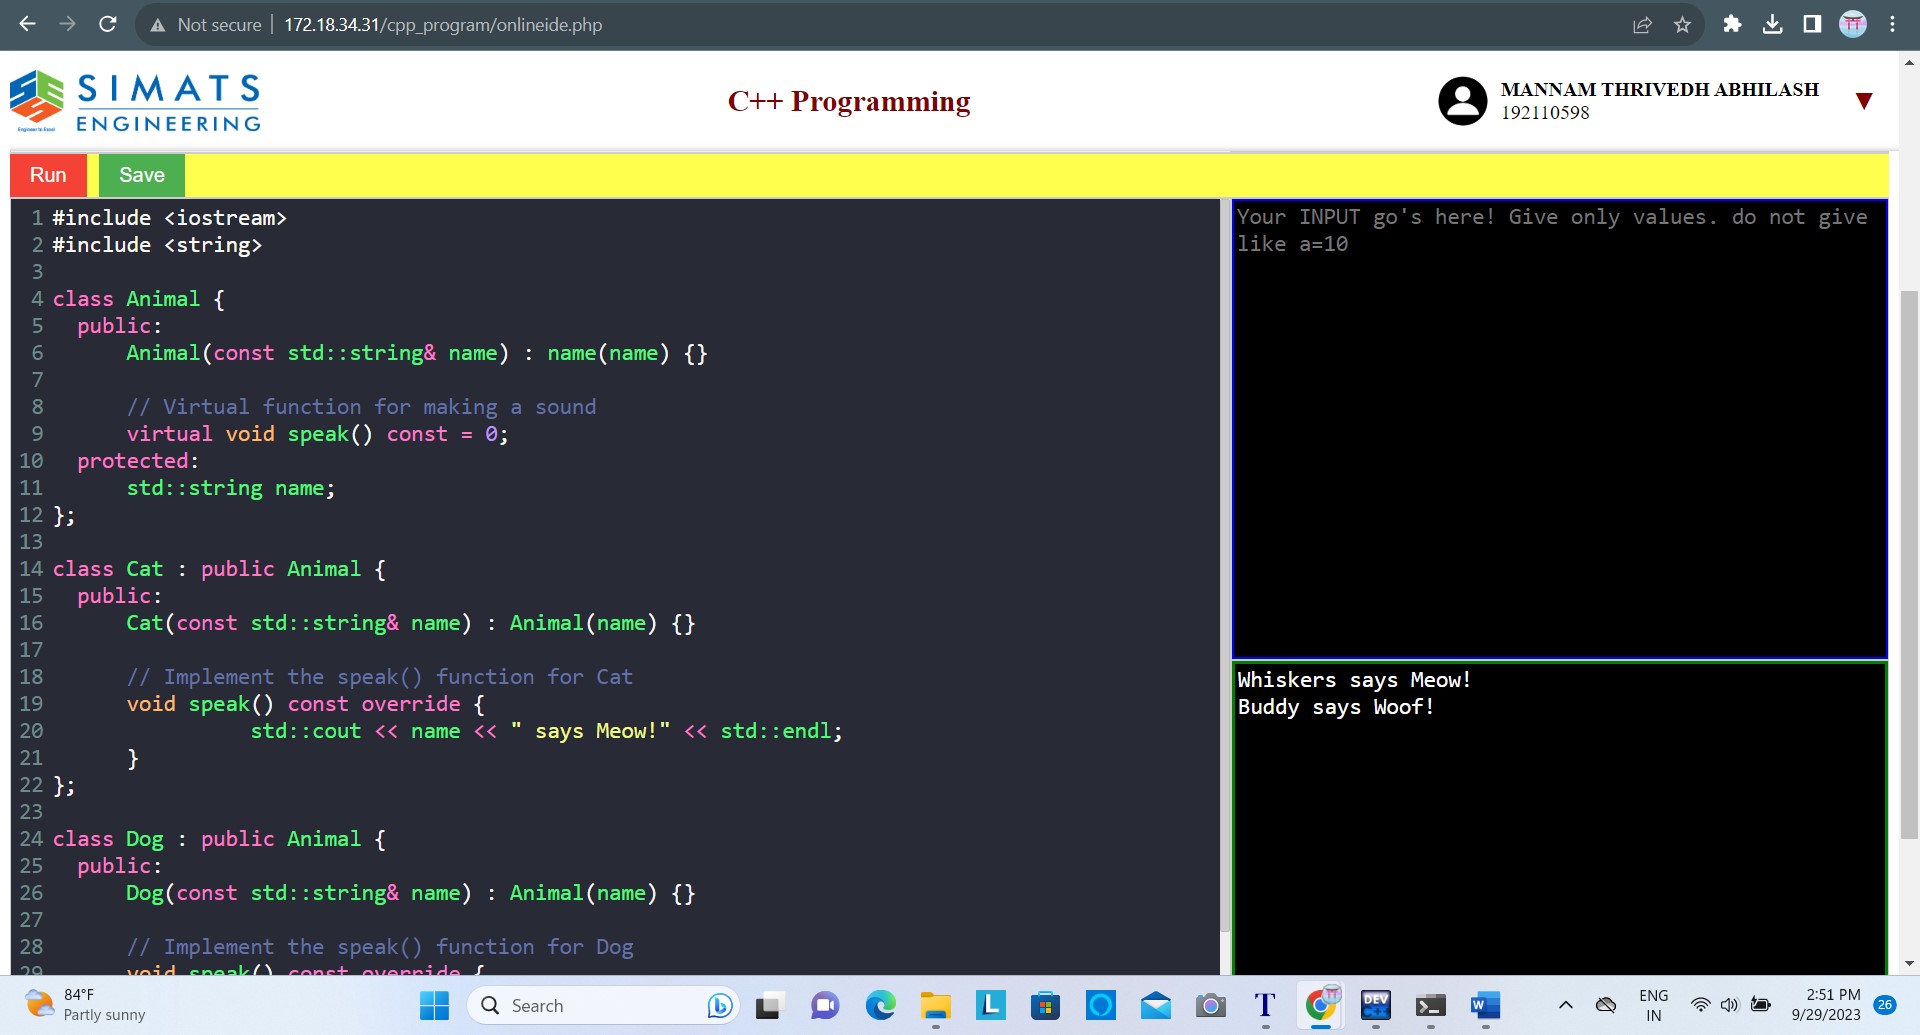 Not secure | 172.18.34.31/cpp_program/onlineide.php
SIMATS
ENGINEERING
Engineer to Excel
C++ Programming
MANNAM THRIVEDH ABHILASH
192110598
Run
Save
1 #include <iostream>
2 #include <string>
3
4 class Animal {
5 public:
6 Animal(const std::string& name) : name(name) {}
7
8 // Virtual function for making a sound
9 virtual void speak() const = 0;
10 protected:
11 std::string name;
12 };
13
14 class Cat : public Animal {
15 public:
16 Cat(const std::string& name) : Animal(name) {}
17
18 // Implement the speak() function for Cat
19 void speak() const override {
20 std::cout << name << " says Meow!" << std::endl;
21 }
22 };
23
24 class Dog : public Animal {
25 public:
26 Dog(const std::string& name) : Animal(name) {}
27
28 // Implement the speak() function for Dog
29 void speak() const override {
Your INPUT go's here! Give only values. do not give
like a=10
Whiskers says Meow!
Buddy says Woof!
84°F
Partly sunny
Search
L
T
DEV
C++
W
ENG
IN
2:51 PM
9/29/2023
26